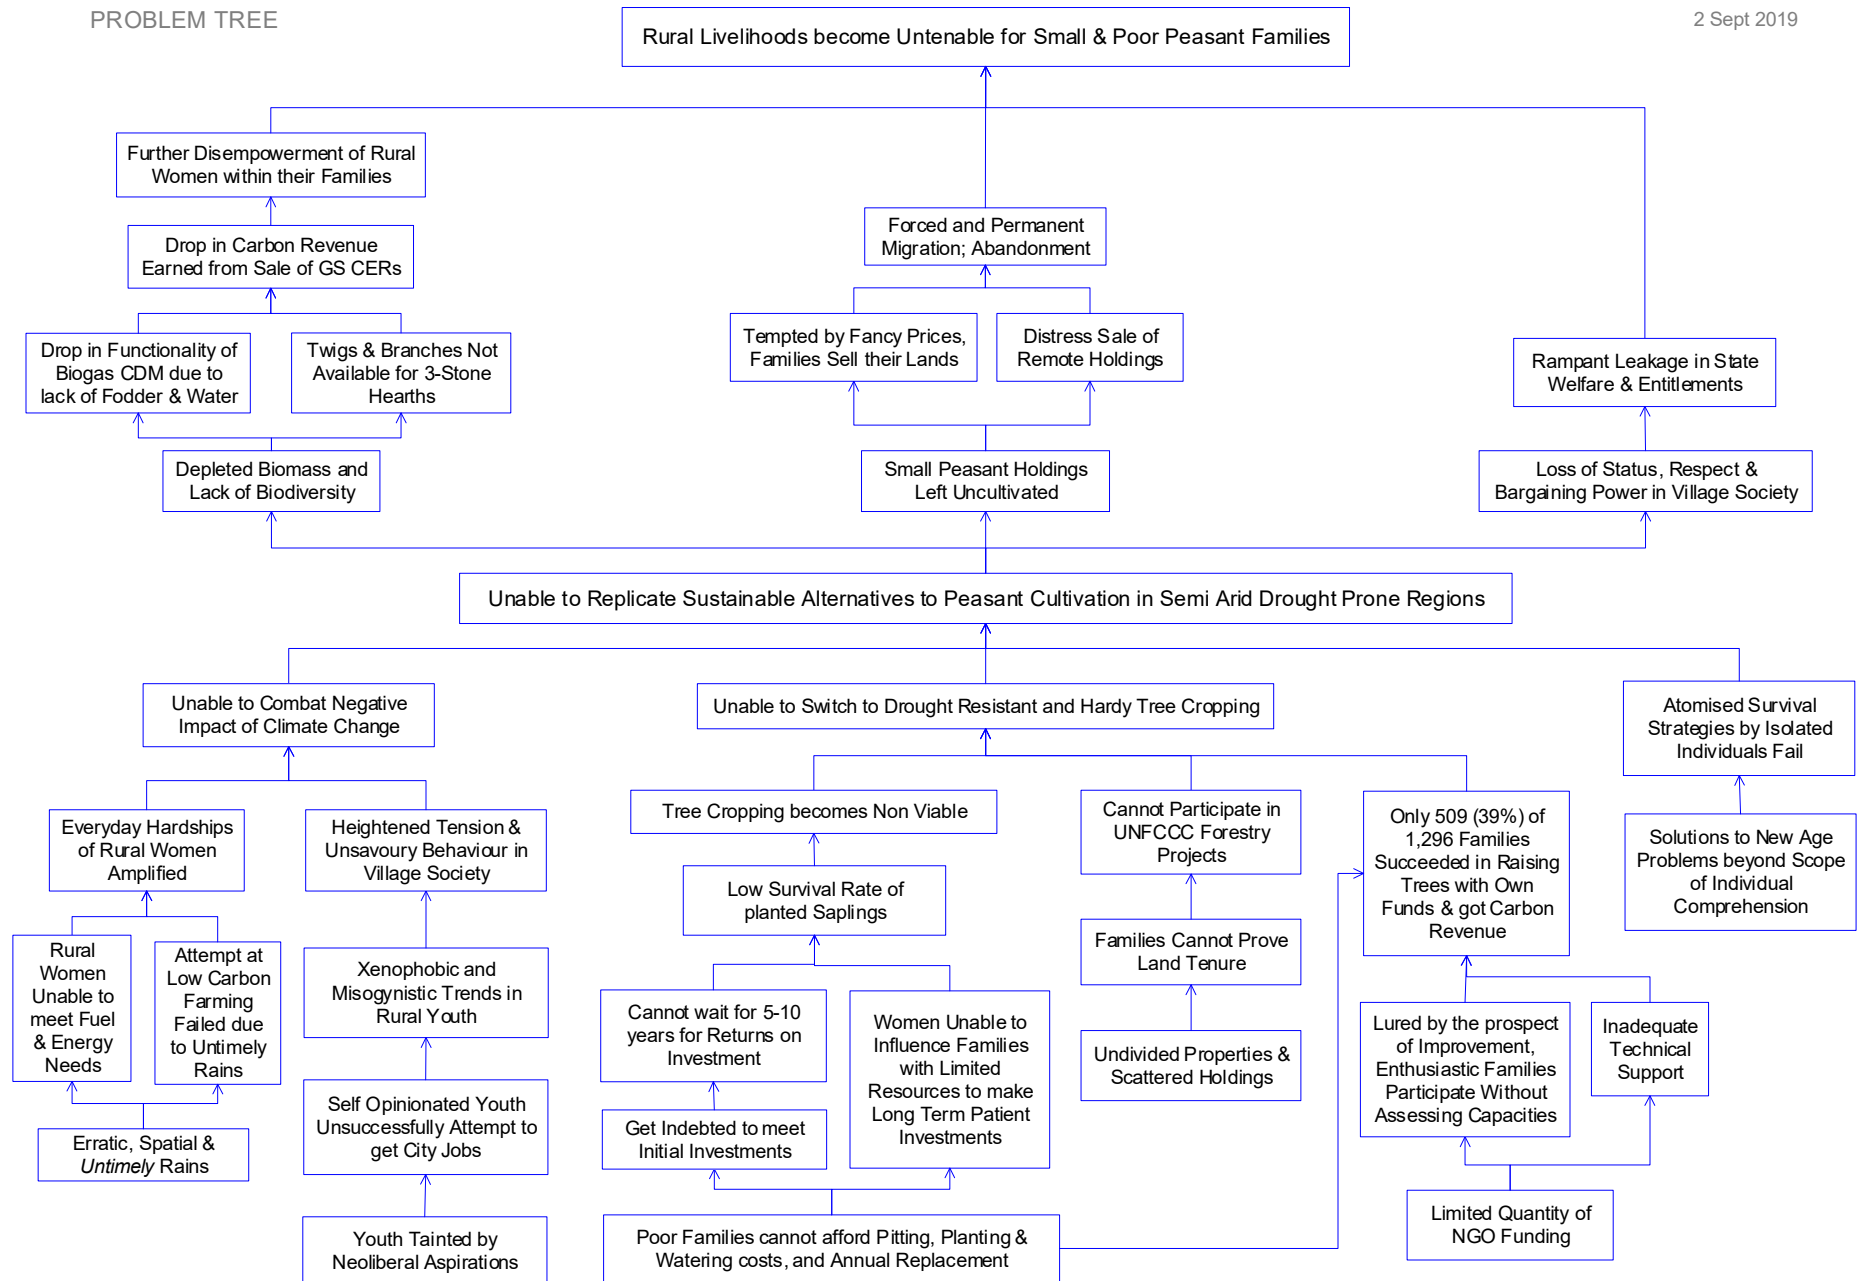 PROBLEM TREE
2 Sept 2019
Rural Livelihoods become Untenable for Small & Poor Peasant Families
Further Disempowerment of Rural
Women within their Families
Drop in Carbon Revenue
Earned from Sale of GS CERs
Forced and Permanent
Migration; Abandonment
Drop in Functionality of
Biogas CDM due to
lack of Fodder & Water
Twigs & Branches Not
Available for 3-Stone
Hearths
Tempted by Fancy Prices,
Families Sell their Lands
Distress Sale of
Remote Holdings
Rampant Leakage in State
Welfare & Entitlements
Depleted Biomass and
Lack of Biodiversity
Small Peasant Holdings
Left Uncultivated
Loss of Status, Respect &
Bargaining Power in Village Society
Unable to Replicate Sustainable Alternatives to Peasant Cultivation in Semi Arid Drought Prone Regions
Unable to Combat Negative
Impact of Climate Change
Unable to Switch to Drought Resistant and Hardy Tree Cropping
Atomised Survival
Strategies by Isolated
Individuals Fail
Everyday Hardships
of Rural Women
Amplified
Heightened Tension &
Unsavoury Behaviour in
Village Society
Tree Cropping becomes Non Viable
Cannot Participate in
UNFCCC Forestry
Projects
Only 509 (39%) of
1,296 Families
Succeeded in Raising
Trees with Own
Funds & got Carbon
Revenue
Solutions to New Age
Problems beyond Scope
of Individual
Comprehension
Low Survival Rate of
planted Saplings
Families Cannot Prove
Land Tenure
Rural
Women
Unable to
meet Fuel
& Energy
Needs
Attempt at
Low Carbon
Farming
Failed due
to Untimely
Rains
Xenophobic and
Misogynistic Trends in
Rural Youth
Cannot wait for 5-10
years for Returns on
Investment
Women Unable to
Influence Families
with Limited
Resources to make
Long Term Patient
Investments
Undivided Properties &
Scattered Holdings
Lured by the prospect
of Improvement,
Enthusiastic Families
Participate Without
Assessing Capacities
Inadequate
Technical
Support
Self Opinionated Youth
Unsuccessfully Attempt to
get City Jobs
Get Indebted to meet
Initial Investments
Erratic, Spatial &
Untimely Rains
Youth Tainted by
Neoliberal Aspirations
Poor Families cannot afford Pitting, Planting &
Watering costs, and Annual Replacement
Limited Quantity of
NGO Funding